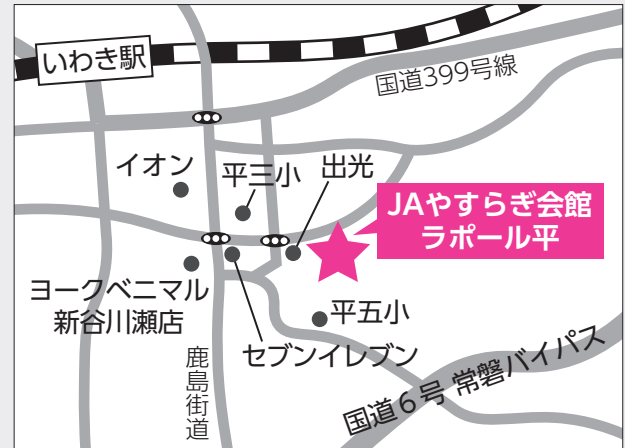 いわき駅
国道399号線
イオン
平三小
出光
JAやすらぎ会館
ラポール平
ヨークベニマル
新谷川瀬店
平五小
セブンイレブン
鹿島街道
国道6号 常磐バイパス